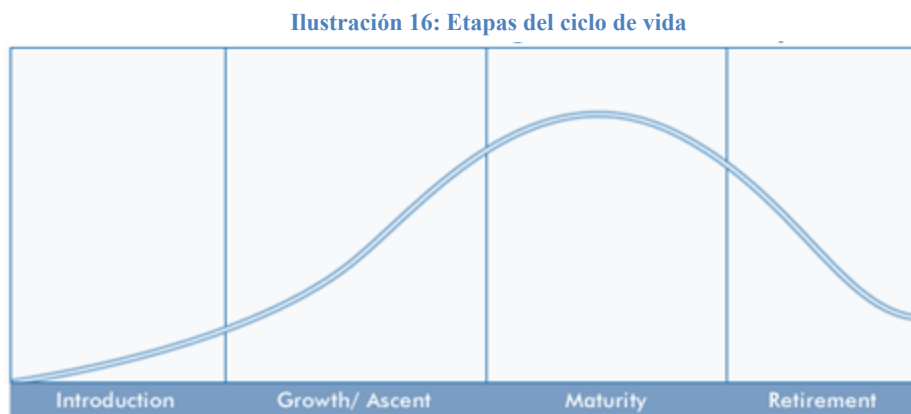 Ilustración 16: Etapas del ciclo de vida
Introduction
Growth/ Ascent
Maturity
Retirement